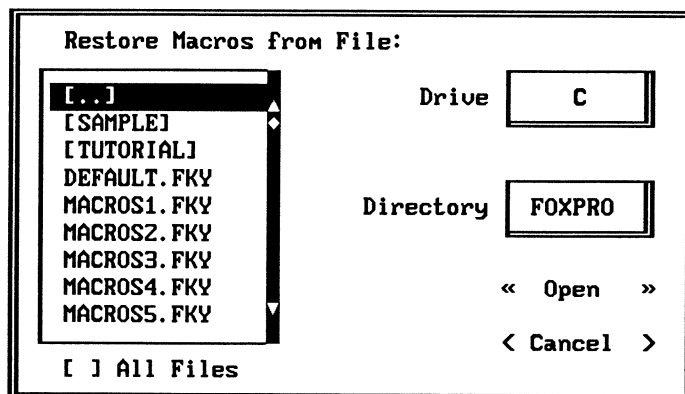 Restore Macros from File:
[..]
[SAMPLE]
[TUTORIAL]
DEFAULT.FKY
MACROS1.FKY
MACROS2.FKY
MACROS3.FKY
MACROS4.FKY
MACROS5.FKY
[ ] All Files
Drive C
Directory FOXPRO
« Open »
< Cancel >